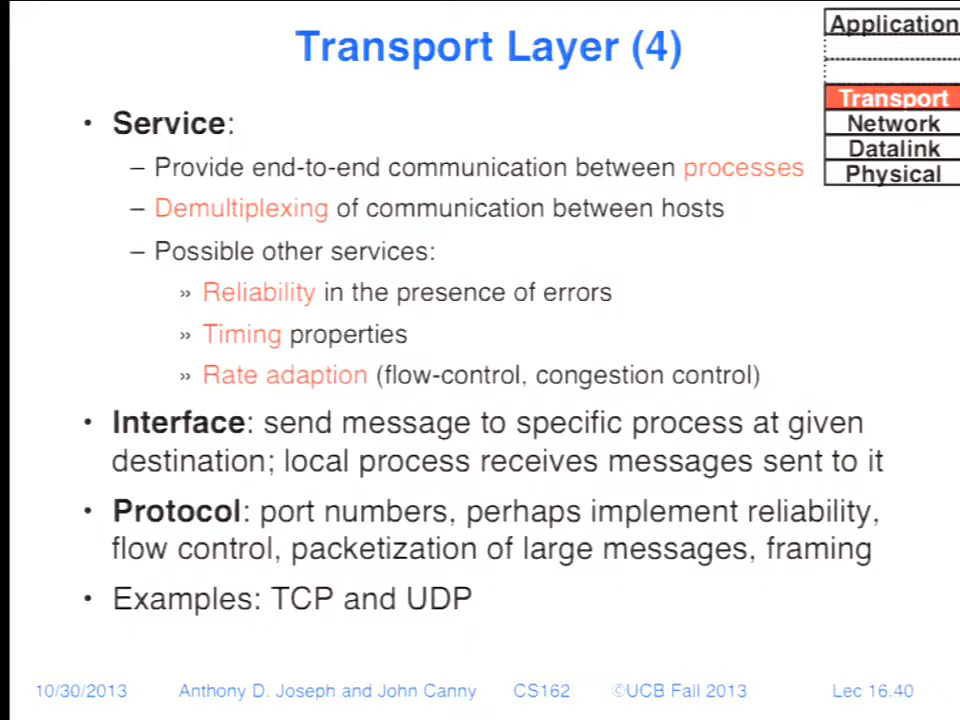 Transport Layer (4)
Application
Transport
Network
Datalink
Physical
• Service:
– Provide end-to-end communication between processes
– Demultiplexing of communication between hosts
– Possible other services:
» Reliability in the presence of errors
» Timing properties
» Rate adaption (flow-control, congestion control)
• Interface: send message to specific process at given
destination; local process receives messages sent to it
• Protocol: port numbers, perhaps implement reliability,
flow control, packetization of large messages, framing
• Examples: TCP and UDP
10/30/2013 Anthony D. Joseph and John Canny CS162 ©UCB Fall 2013 Lec 16.40